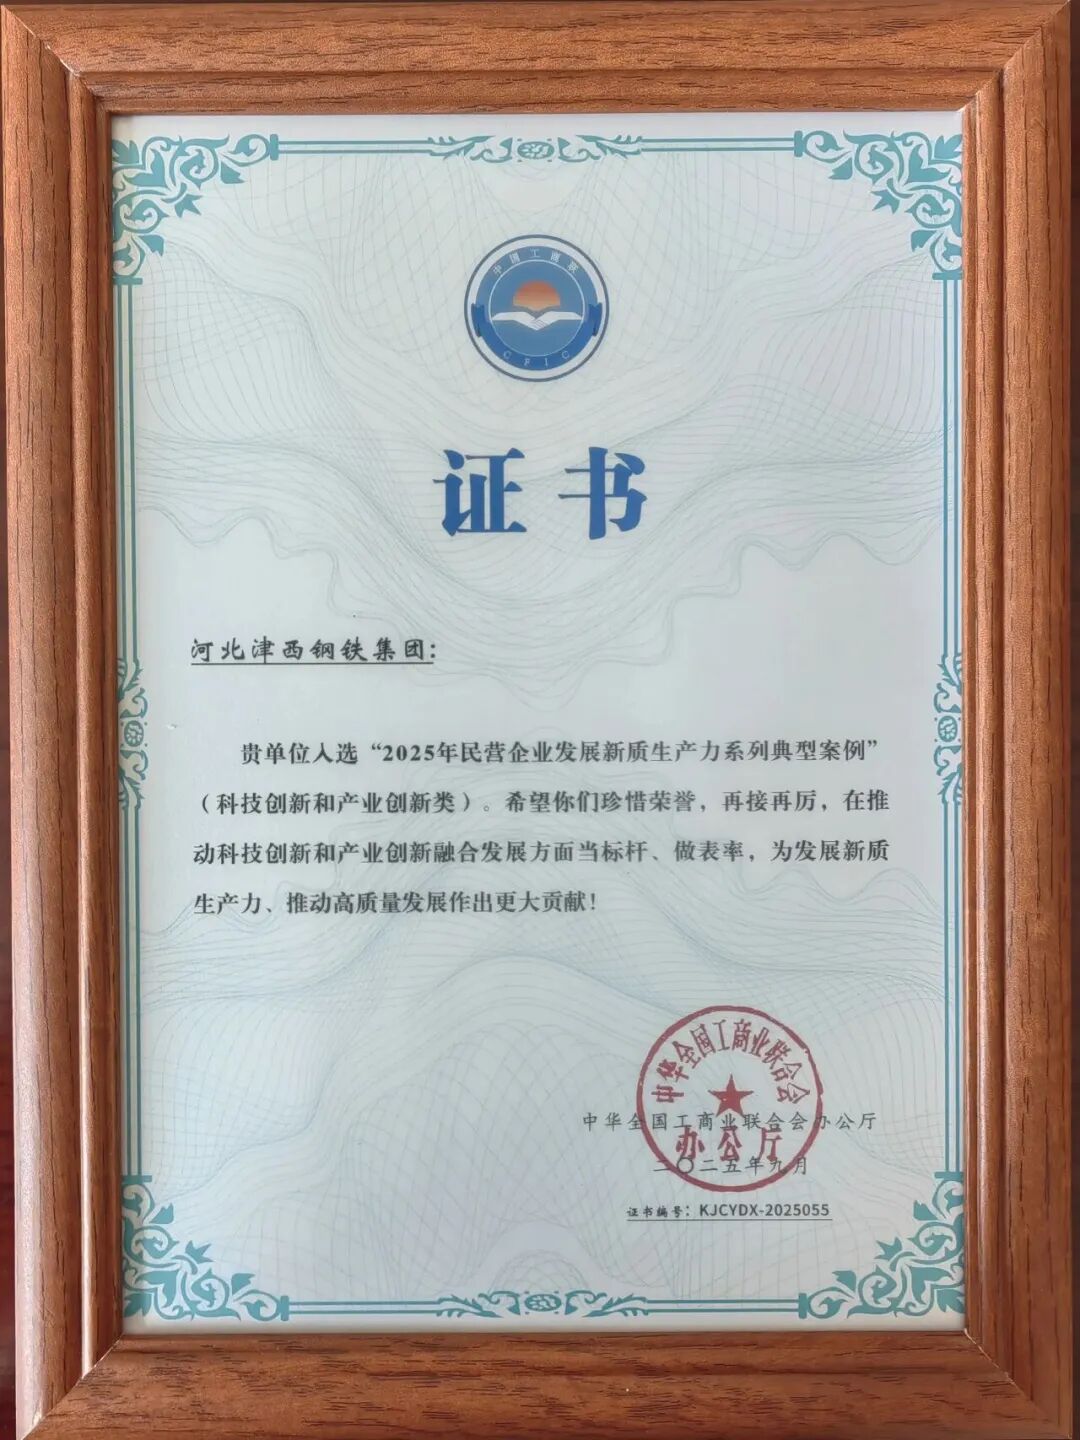 中国工商联
CFIC
证书
河北津西钢铁集团：
贵单位入选“2025年民营企业发展新质生产力系列典型案例”
（科技创新和产业创新类）。希望你们珍惜荣誉，再接再厉，在推
动科技创新和产业创新融合发展方面当标杆、做表率，为发展新质
生产力、推动高质量发展作出更大贡献！
中华全国工商业联合会
办公厅
中华全国工商业联合会办公厅
二〇二五年九月
证书编号：KJCYDX-2025055